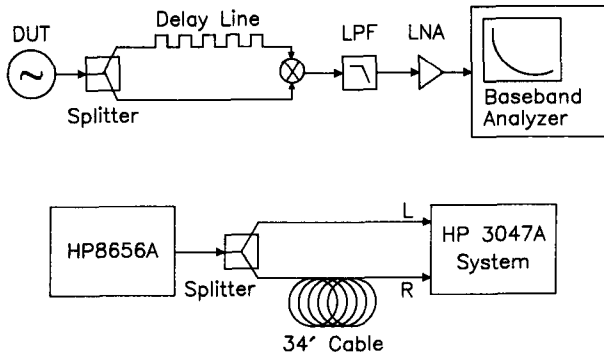 Delay Line
DUT
LPF
LNA
Splitter
Baseband
Analyzer
L
HP8656A
HP 3047A
System
Splitter
R
34' Cable